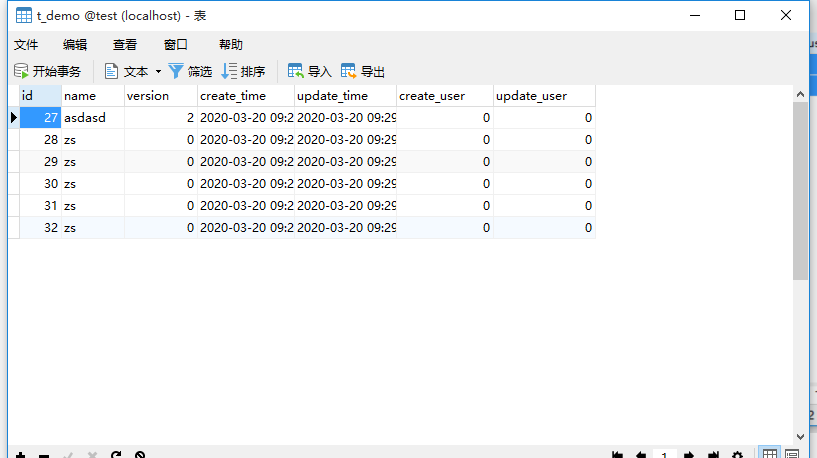 t_demo @test (localhost) - 表
文件 编辑 查看 窗口 帮助
开始事务 文本 筛选 排序 导入 导出
id name version create_time update_time create_user update_user
27 asdasd 2 2020-03-20 09:2 2020-03-20 09:29 0 0
28 zs 0 2020-03-20 09:2 2020-03-20 09:29 0 0
29 zs 0 2020-03-20 09:2 2020-03-20 09:29 0 0
30 zs 0 2020-03-20 09:2 2020-03-20 09:29 0 0
31 zs 0 2020-03-20 09:2 2020-03-20 09:29 0 0
32 zs 0 2020-03-20 09:2 2020-03-20 09:29 0 0
1